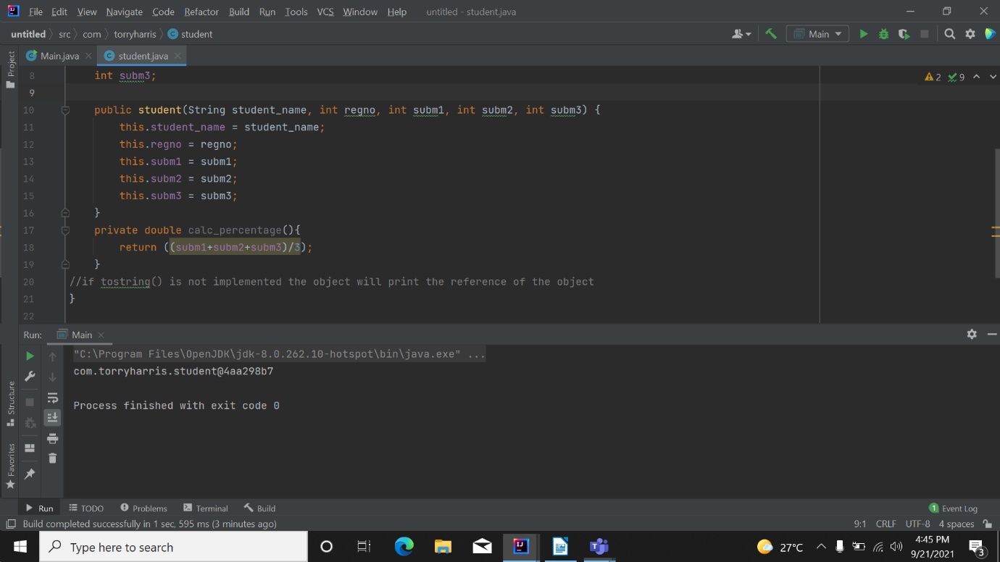 File Edit View Navigate Code Refactor Build Run Tools VCS Window Help untitled - student.java
untitled src com torryharris student Main
Main.java student.java
Project
8 int subm3;
2 9
9
10 public student(String student_name, int regno, int subm1, int subm2, int subm3) {
11 this.student_name = student_name;
12 this.regno = regno;
13 this.subm1 = subm1;
14 this.subm2 = subm2;
15 this.subm3 = subm3;
16 }
17 private double calc_percentage(){
18 return ((subm1+subm2+subm3)/3);
19 }
20 //if tostring() is not implemented the object will print the reference of the object
21 }
22
Run: Main
"C:\Program Files\OpenJDK\jdk-8.0.262.10-hotspot\bin\java.exe" ...
com.torryharris.student@4aa298b7
Process finished with exit code 0
Structure
Favorites
Run TODO Problems Terminal Build 1 Event Log
Build completed successfully in 1 sec, 595 ms (3 minutes ago) 9:1 CRLF UTF-8 4 spaces
Type here to search 27°C 4:45 PM
9/21/2021 3